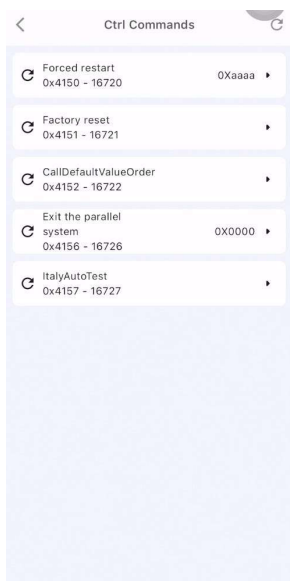 Ctrl Commands
Forced restart
0x4150 - 16720
0Xaaaa
Factory reset
0x4151 - 16721
CallDefaultValueOrder
0x4152 - 16722
Exit the parallel
system
0x4156 - 16726
0X0000
ItalyAutoTest
0x4157 - 16727